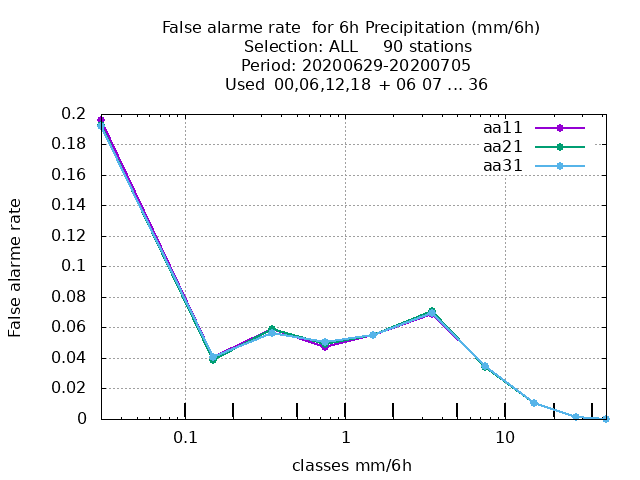 False alarme rate  for 6h Precipitation (mm/6h)
Selection: ALL     90 stations
Period: 20200629-20200705
Used  00,06,12,18 + 06 07 ... 36
aa11
aa21
aa31
0.2
0.18
0.16
0.14
0.12
0.1
0.08
0.06
0.04
0.02
0
False alarme rate
0.1
1
10
classes mm/6h